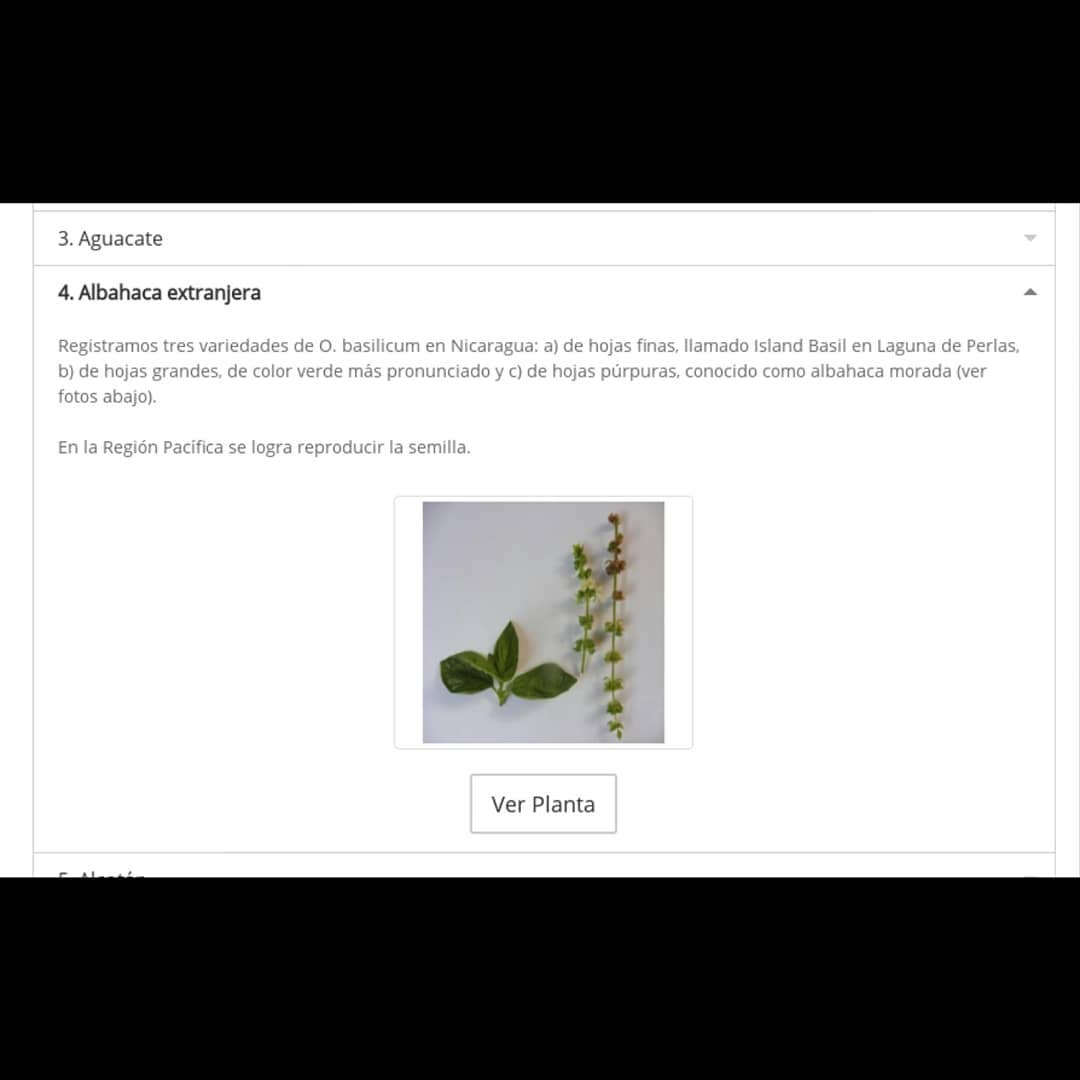 3. Aguacate
4. Albahaca extranjera
Registramos tres variedades de O. basilicum en Nicaragua: a) de hojas finas, llamado Island Basil en Laguna de Perlas,
b) de hojas grandes, de color verde más pronunciado y c) de hojas púrpuras, conocido como albahaca morada (ver
fotos abajo).
En la Región Pacífica se logra reproducir la semilla.
Ver Planta